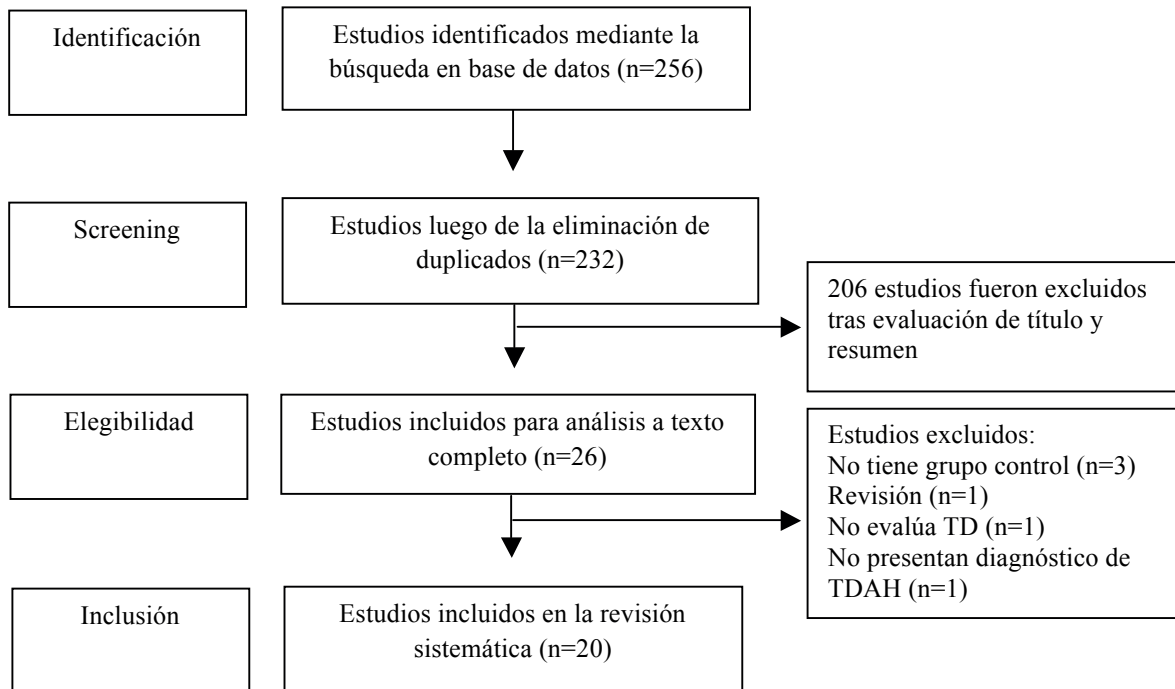 Identificación
Estudios identificados mediante la
búsqueda en base de datos (n=256)
Screening
Estudios luego de la eliminación de
duplicados (n=232)
206 estudios fueron excluidos
tras evaluación de título y
resumen
Elegibilidad
Estudios incluidos para análisis a texto
completo (n=26)
Estudios excluidos:
No tiene grupo control (n=3)
Revisión (n=1)
No evalúa TD (n=1)
No presentan diagnóstico de
TDAH (n=1)
Inclusión
Estudios incluidos en la revisión
sistemática (n=20)